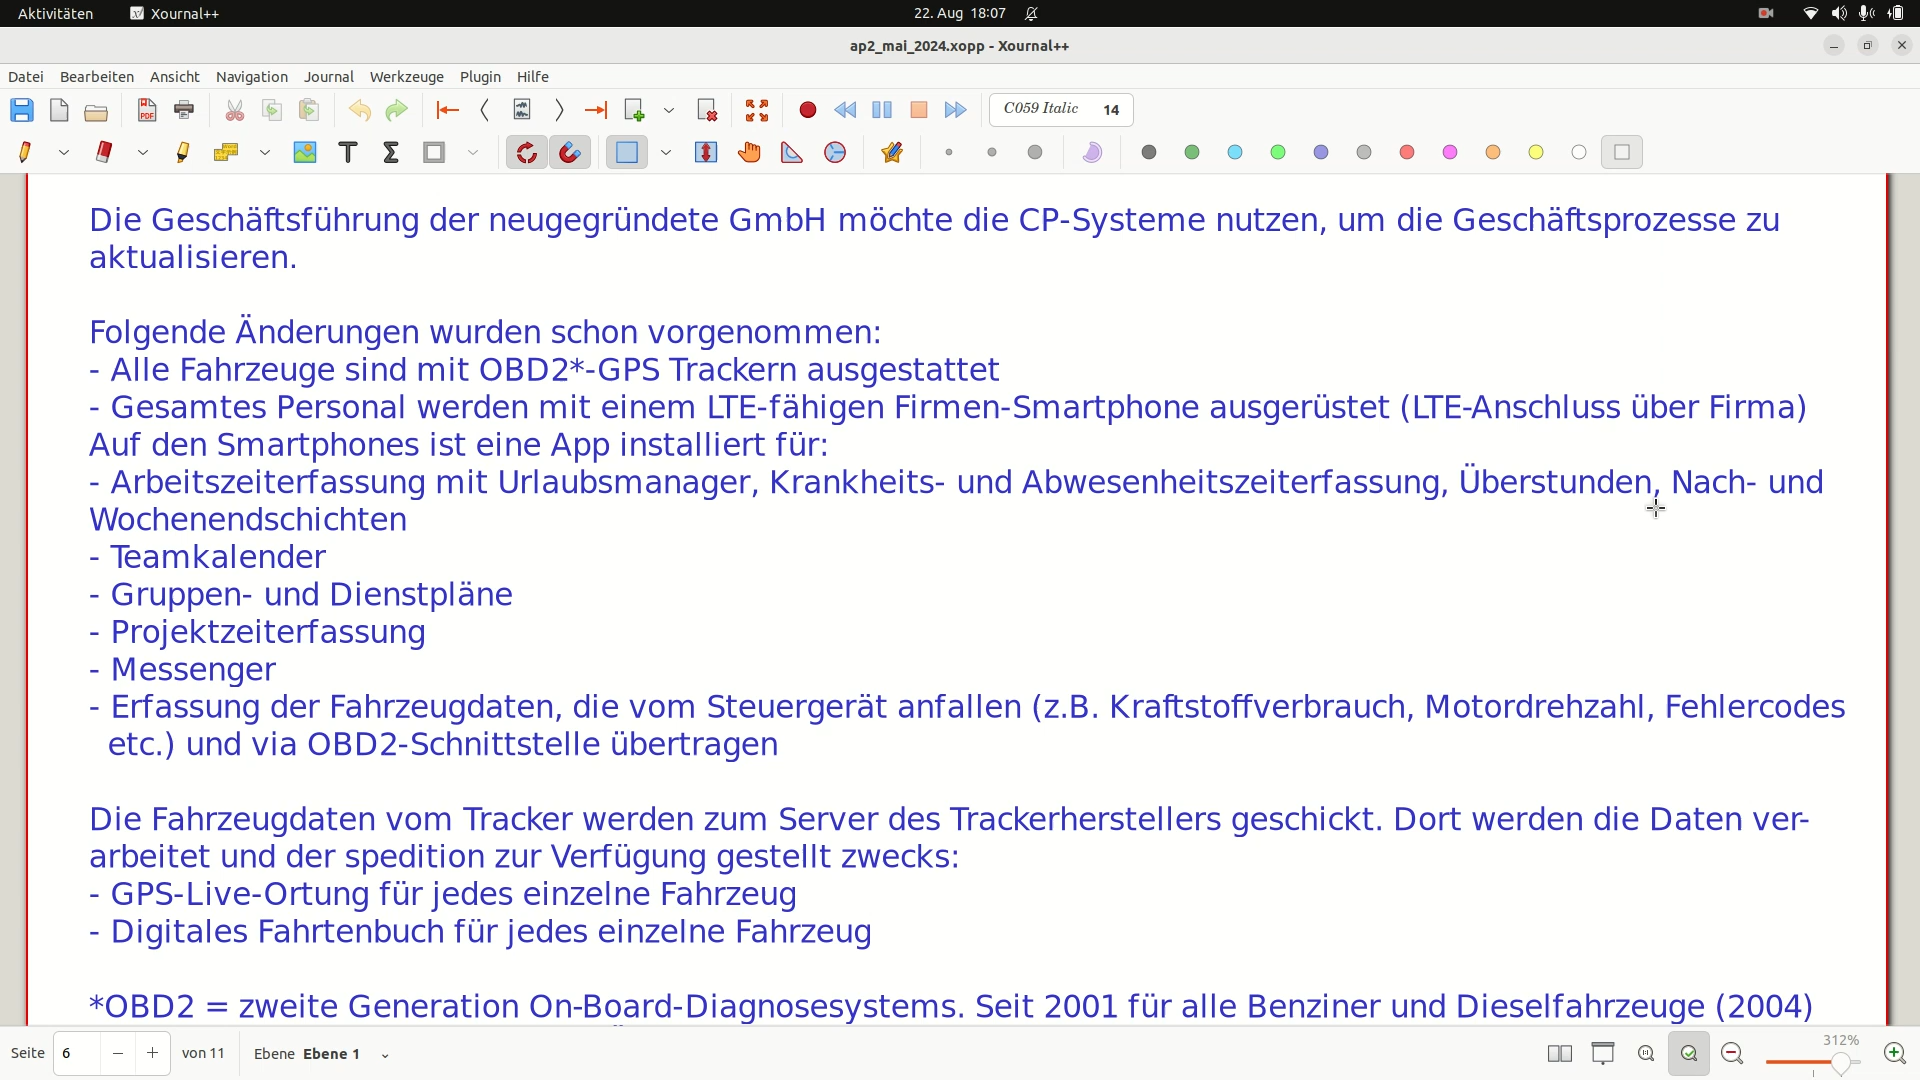 Aktivitäten Xournal++ 22. Aug 18:07
ap2_mai_2024.xopp - Xournal++
Datei Bearbeiten Ansicht Navigation Journal Werkzeuge Plugin Hilfe
PDF C059 Italic 14
Die Geschäftsführung der neugegründete GmbH möchte die CP-Systeme nutzen, um die Geschäftsprozesse zu
aktualisieren.
Folgende Änderungen wurden schon vorgenommen:
- Alle Fahrzeuge sind mit OBD2*-GPS Trackern ausgestattet
- Gesamtes Personal werden mit einem LTE-fähigen Firmen-Smartphone ausgerüstet (LTE-Anschluss über Firma)
Auf den Smartphones ist eine App installiert für:
- Arbeitszeiterfassung mit Urlaubsmanager, Krankheits- und Abwesenheitszeiterfassung, Überstunden, Nach- und
Wochenendschichten
- Teamkalender
- Gruppen- und Dienstpläne
- Projektzeiterfassung
- Messenger
- Erfassung der Fahrzeugdaten, die vom Steuergerät anfallen (z.B. Kraftstoffverbrauch, Motordrehzahl, Fehlercodes
etc.) und via OBD2-Schnittstelle übertragen
Die Fahrzeugdaten vom Tracker werden zum Server des Trackerherstellers geschickt. Dort werden die Daten ver-
arbeitet und der spedition zur Verfügung gestellt zwecks:
- GPS-Live-Ortung für jedes einzelne Fahrzeug
- Digitales Fahrtenbuch für jedes einzelne Fahrzeug
*OBD2 = zweite Generation On-Board-Diagnosesystems. Seit 2001 für alle Benziner und Dieselfahrzeuge (2004)
Seite 6 von 11 Ebene Ebene 1 312%